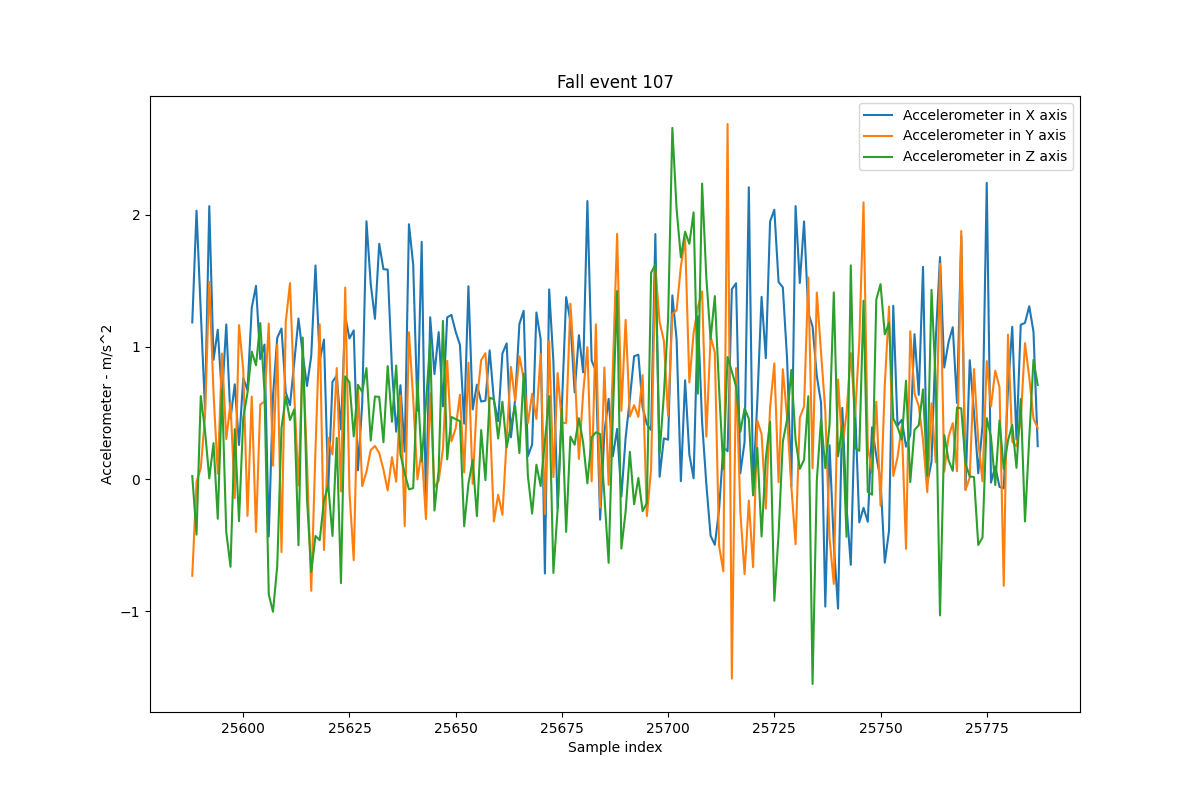 Fall event 107
Accelerometer in X axis
Accelerometer in Y axis
Accelerometer in Z axis
Accelerometer - m/s^2
2
1
0
−1
25600 25625 25650 25675 25700 25725 25750 25775
Sample index